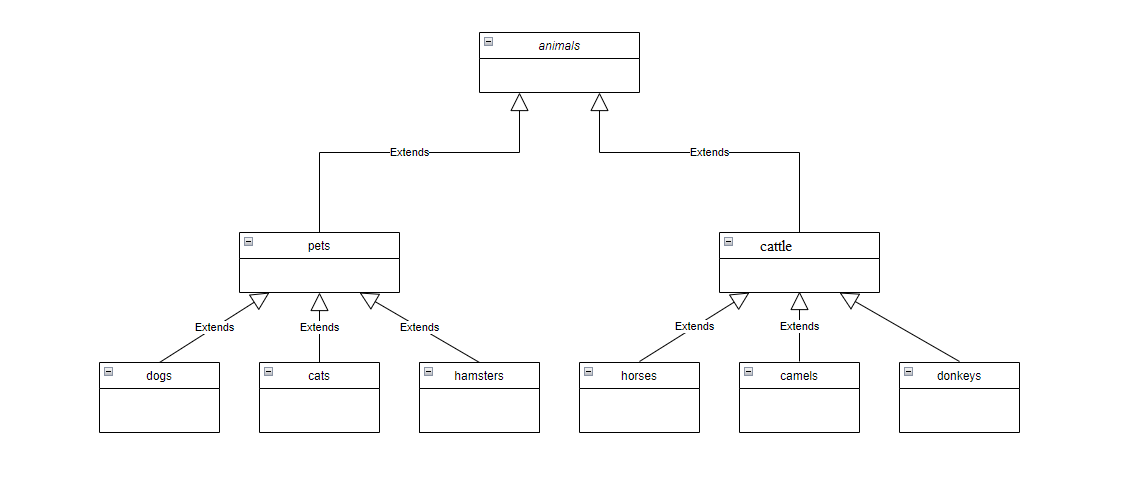 animals
Extends
Extends
pets
cattle
Extends
Extends
Extends
Extends
Extends
dogs
cats
hamsters
horses
camels
donkeys